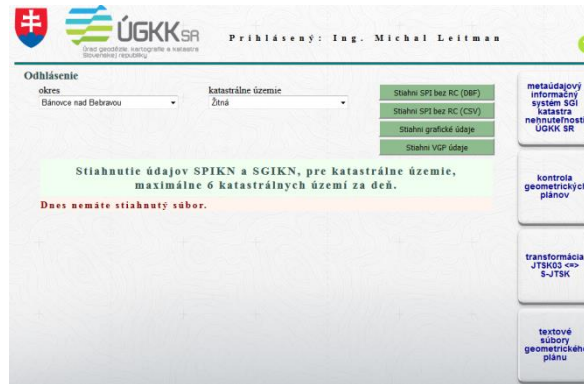 ÚGKK SR
Úrad geodézie, kartografie a katastra
Slovenskej republiky
Prihlásený: Ing. Michal Leitman
Odhlásenie
okres
katastrálne územie
Bánovce nad Bebravou
Žitná
Stiahni SPI bez RC (DBF)
Stiahni SPI bez RC (CSV)
Stiahni grafické údaje
Stiahni VGP údaje
Stiahnutie údajov SPIKN a SGIKN, pre katastrálne územie,
maximálne 6 katastrálnych území za deň.
Dnes nemáte stiahnutý súbor.
metaúdajový
informačný
systém SGI
katastra
nehnuteľností
ÚGKK SR
kontrola
geometrických
plánov
transformácia
JTSK03 <=>
S-JTSK
textové
súbory
geometrického
plánu